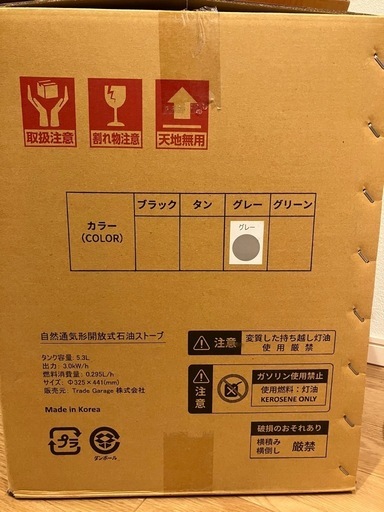 取扱注意
割れ物注意
天地無用
カラー
(COLOR)
ブラック
タン
グレー
グリーン
グレー
自然通気形開放式石油ストーブ
タンク容量: 5.3L
出力: 3.0kW/h
燃料消費量: 0.295L/h
サイズ: Φ325×441(mm)
販売元: Trade Garage 株式会社
Made in Korea
プラ
ダンボール
注意
変質した持ち越し灯油
使用厳禁
注意
ガソリン使用禁止
使用燃料:灯油
KEROSENE ONLY
破損のおそれあり
横積み
横倒し
厳禁